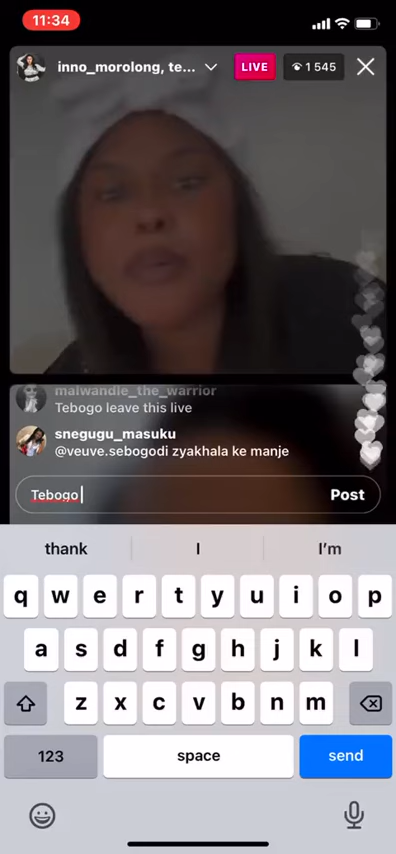 11:34
inno_morolong, te...
LIVE
1 545
malwandle_the_warrior
Tebogo leave this live
snegugu_masuku
@veuve.sebogodi zyakhala ke manje
Tebogo
Post
thank
I
I'm
q w e r t y u i o p
a s d f g h j k l
z x c v b n m
123
space
send